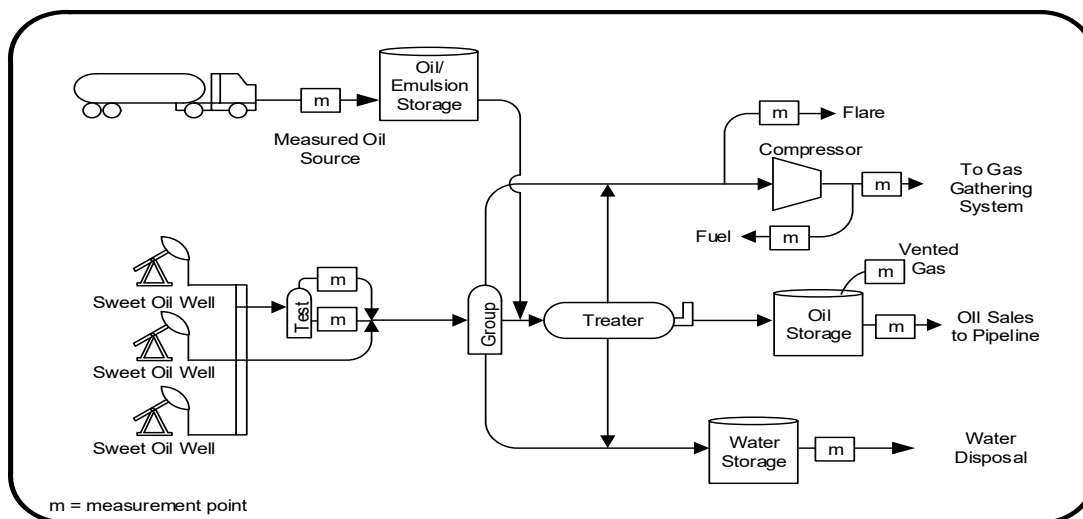 Oil/
Emulsion
Storage
m
Measured Oil
Source
m
Flare
Compressor
m
To Gas
Gathering
System
Fuel
m
Vented
Gas
m
Sweet Oil Well
m
m
Test
Sweet Oil Well
Group
Treater
Oil
Storage
m
OIl Sales
to Pipeline
Sweet Oil Well
Water
Storage
m
Water
Disposal
m = measurement point